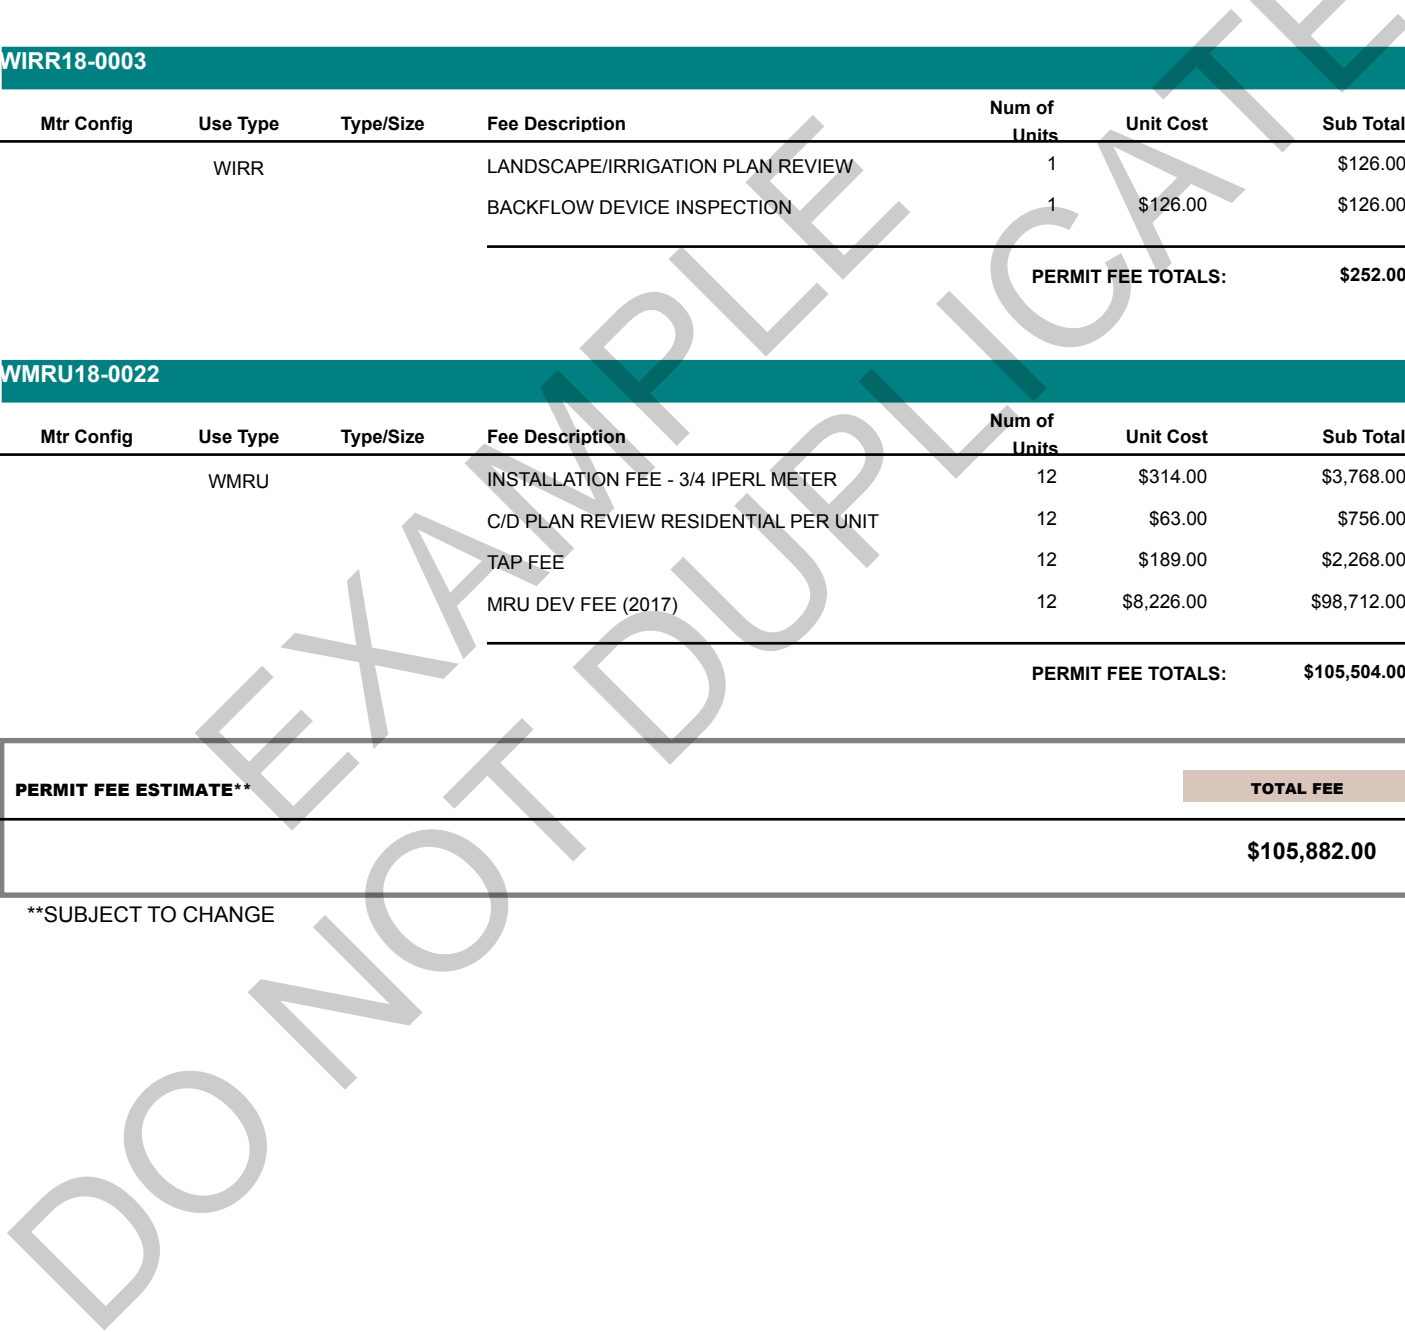 WIRR18-0003
Mtr Config Use Type Type/Size Fee Description Num of Units Unit Cost Sub Total
WIRR LANDSCAPE/IRRIGATION PLAN REVIEW 1 $126.00
BACKFLOW DEVICE INSPECTION 1 $126.00 $126.00
PERMIT FEE TOTALS: $252.00
WMRU18-0022
Mtr Config Use Type Type/Size Fee Description Num of Units Unit Cost Sub Total
WMRU INSTALLATION FEE - 3/4 IPERL METER 12 $314.00 $3,768.00
C/D PLAN REVIEW RESIDENTIAL PER UNIT 12 $63.00 $756.00
TAP FEE 12 $189.00 $2,268.00
MRU DEV FEE (2017) 12 $8,226.00 $98,712.00
PERMIT FEE TOTALS: $105,504.00
PERMIT FEE ESTIMATE** TOTAL FEE
$105,882.00
**SUBJECT TO CHANGE
EXAMPLE
DO NOT DUPLICATE